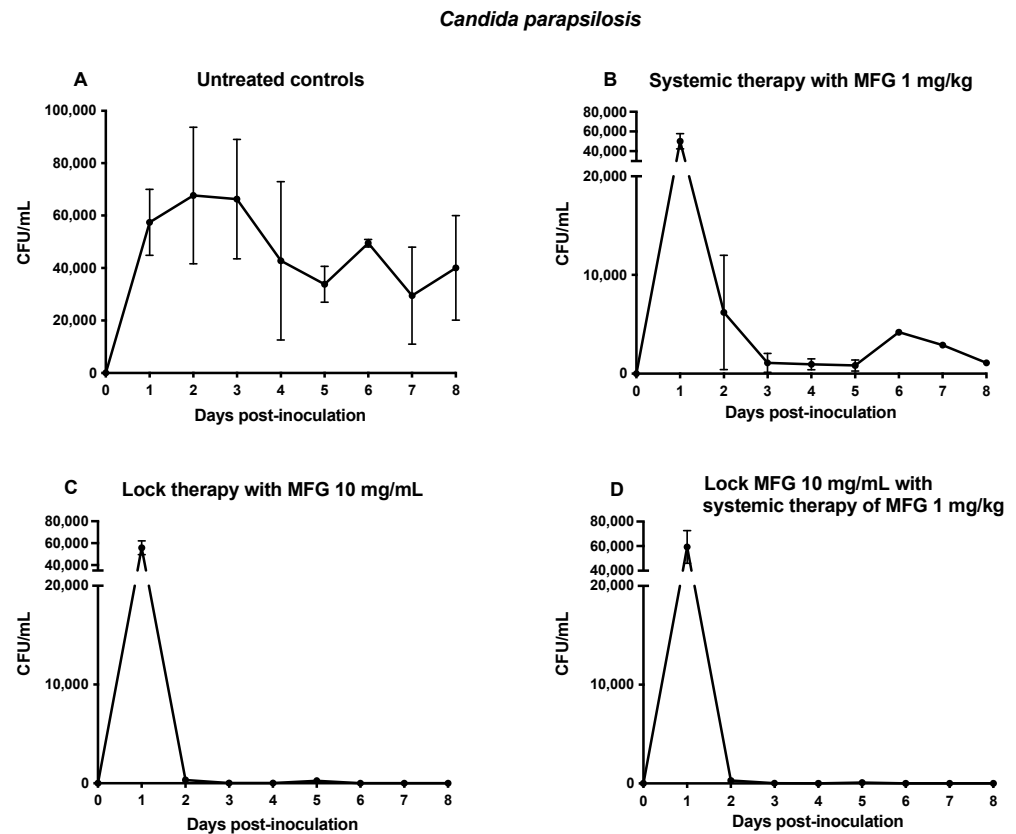 Candida parapsilosis
A
Untreated controls
100,000
80,000
60,000
40,000
20,000
0
CFU/mL
0 1 2 3 4 5 6 7 8
Days post-inoculation
B
Systemic therapy with MFG 1 mg/kg
80,000
60,000
40,000
20,000
10,000
0
CFU/mL
0 1 2 3 4 5 6 7 8
Days post-inoculation
C
Lock therapy with MFG 10 mg/mL
80,000
60,000
40,000
20,000
10,000
0
CFU/mL
0 1 2 3 4 5 6 7 8
Days post-inoculation
D
Lock MFG 10 mg/mL with
systemic therapy of MFG 1 mg/kg
80,000
60,000
40,000
20,000
10,000
0
CFU/mL
0 1 2 3 4 5 6 7 8
Days post-inoculation